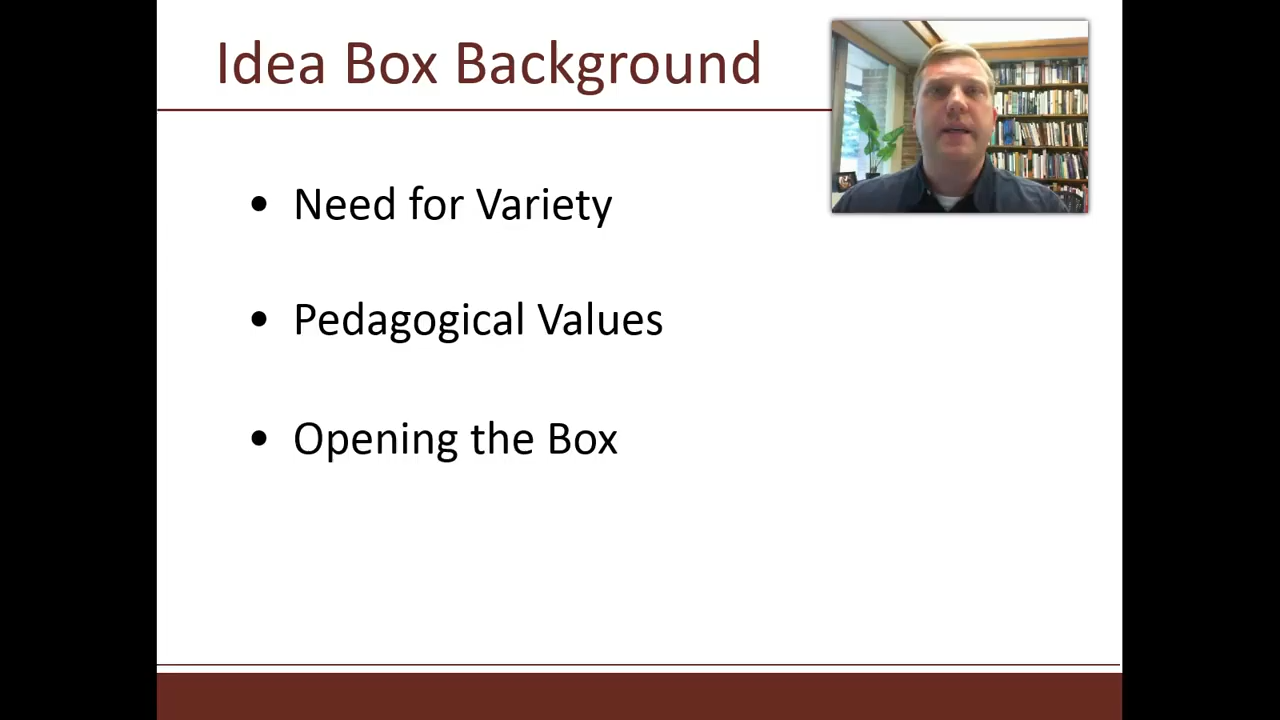 Idea Box Background
• Need for Variety
• Pedagogical Values
• Opening the Box